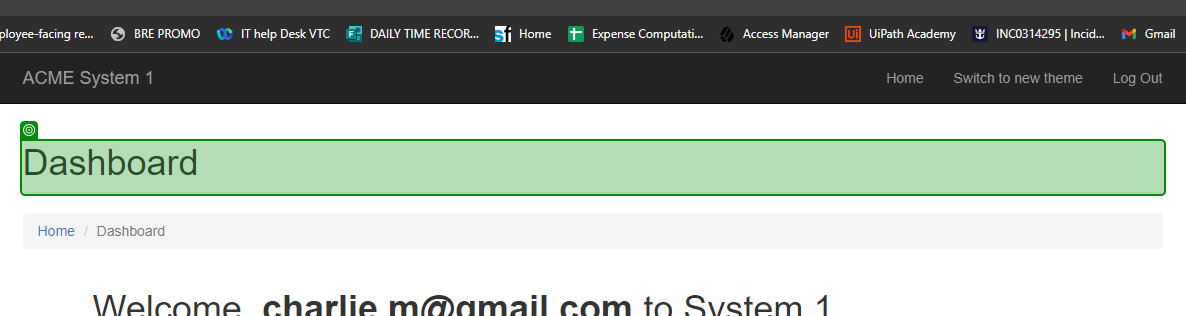 ployee-facing re... BRE PROMO IT help Desk VTC DAILY TIME RECOR... Home Expense Computati... Access Manager UiPath Academy INC0314295 | Incid... Gmail
ACME System 1 Home Switch to new theme Log Out
Dashboard
Home / Dashboard
Welcome, charlie.m@gmail.com to System 1